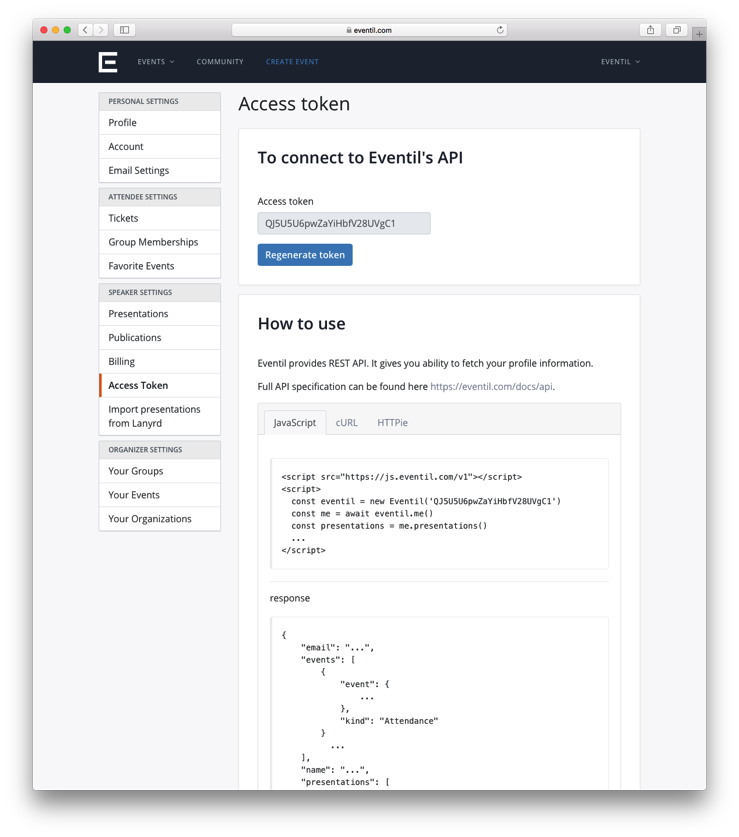 eventil.com
EVENTS
COMMUNITY
CREATE EVENT
EVENTIL
PERSONAL SETTINGS
Profile
Account
Email Settings
ATTENDEE SETTINGS
Tickets
Group Memberships
Favorite Events
SPEAKER SETTINGS
Presentations
Publications
Billing
Access Token
Import presentations
from Lanyrd
ORGANIZER SETTINGS
Your Groups
Your Events
Your Organizations
Access token
To connect to Eventil's API
Access token
QJ5U5U6pwZaYiHbfV28UVgC1
Regenerate token
How to use
Eventil provides REST API. It gives you ability to fetch your profile information.
Full API specification can be found here https://eventil.com/docs/api.
JavaScript
cURL
HTTPie
<script src="https://js.eventil.com/v1"></script>
<script>
const eventil = new Eventil('QJ5U5U6pwZaYiHbfV28UVgC1')
const me = await eventil.me()
const presentations = me.presentations()
...
</script>
response
{
"email": "...",
"events": [
{
"event": {
...
},
"kind": "Attendance"
}
...
],
"name": "...",
"presentations": [